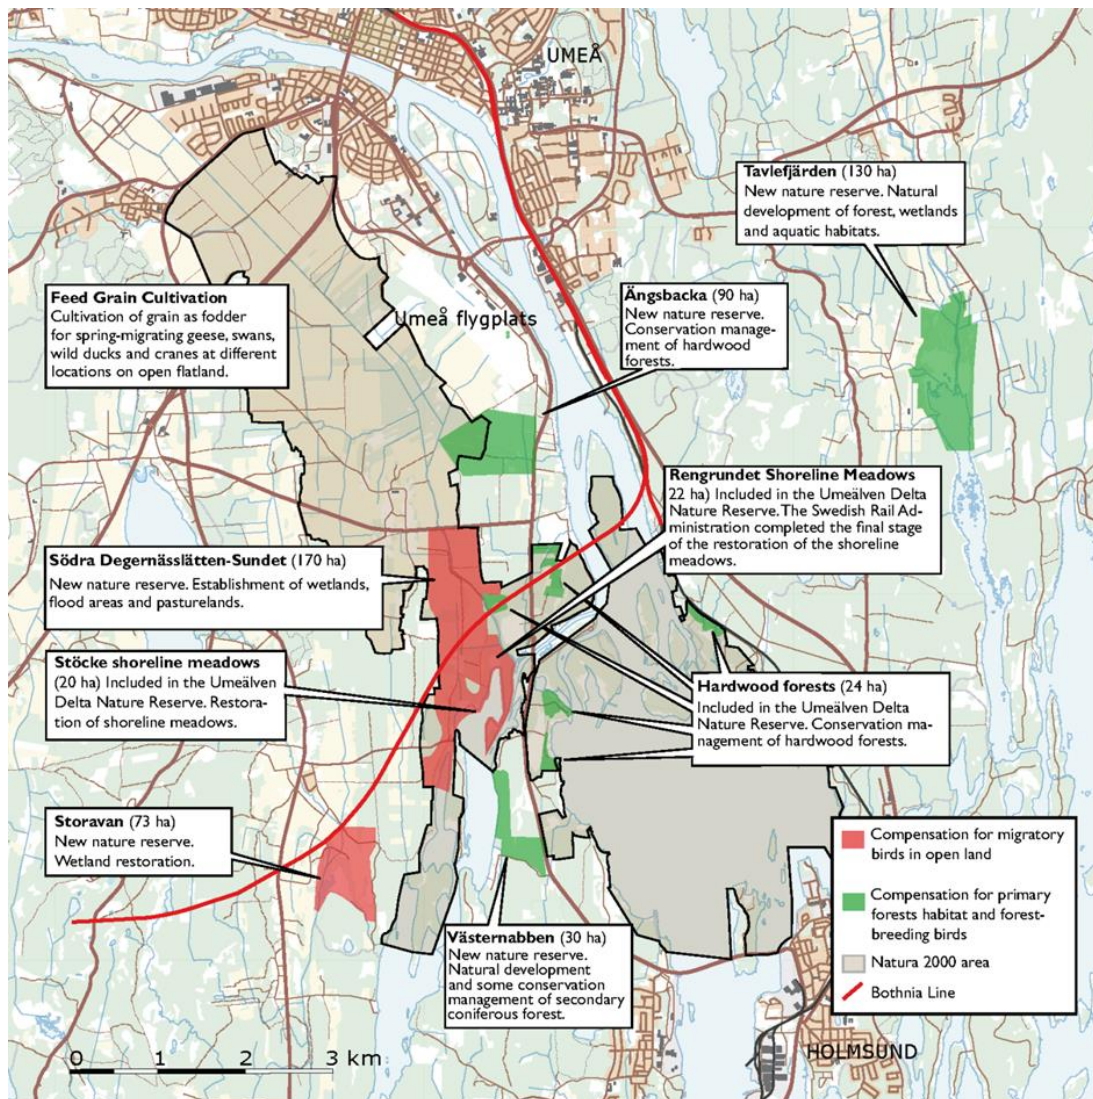 UMEÅ
Tavlefjärden (130 ha)
New nature reserve. Natural
development of forest, wetlands
and aquatic habitats.
Feed Grain Cultivation
Cultivation of grain as fodder
for spring-migrating geese, swans,
wild ducks and cranes at different
locations on open flatland.
Umeå flygplats
Ängsbacka (90 ha)
New nature reserve.
Conservation manage-
ment of hardwood
forests.
Rengrundet Shoreline Meadows
22 ha) Included in the Umeälven Delta
Nature Reserve. The Swedish Rail Ad-
ministration completed the final stage
of the restoration of the shoreline
meadows.
Södra Degernässlätten-Sundet (170 ha)
New nature reserve. Establishment of wetlands,
flood areas and pasturelands.
Stöcke shoreline meadows
(20 ha) Included in the Umeälven
Delta Nature Reserve. Restora-
tion of shoreline meadows.
Hardwood forests (24 ha)
Included in the Umeälven Delta
Nature Reserve. Conservation ma-
nagement of hardwood forests.
Storavan (73 ha)
New nature reserve.
Wetland restoration.
Västernabben (30 ha)
New nature reserve.
Natural development
and some conservation
management of secondary
coniferous forest.
Compensation for migratory
birds in open land
Compensation for primary
forests habitat and forest-
breeding birds
Natura 2000 area
Bothnia Line
0 1 2 3 km
HOLMSUND